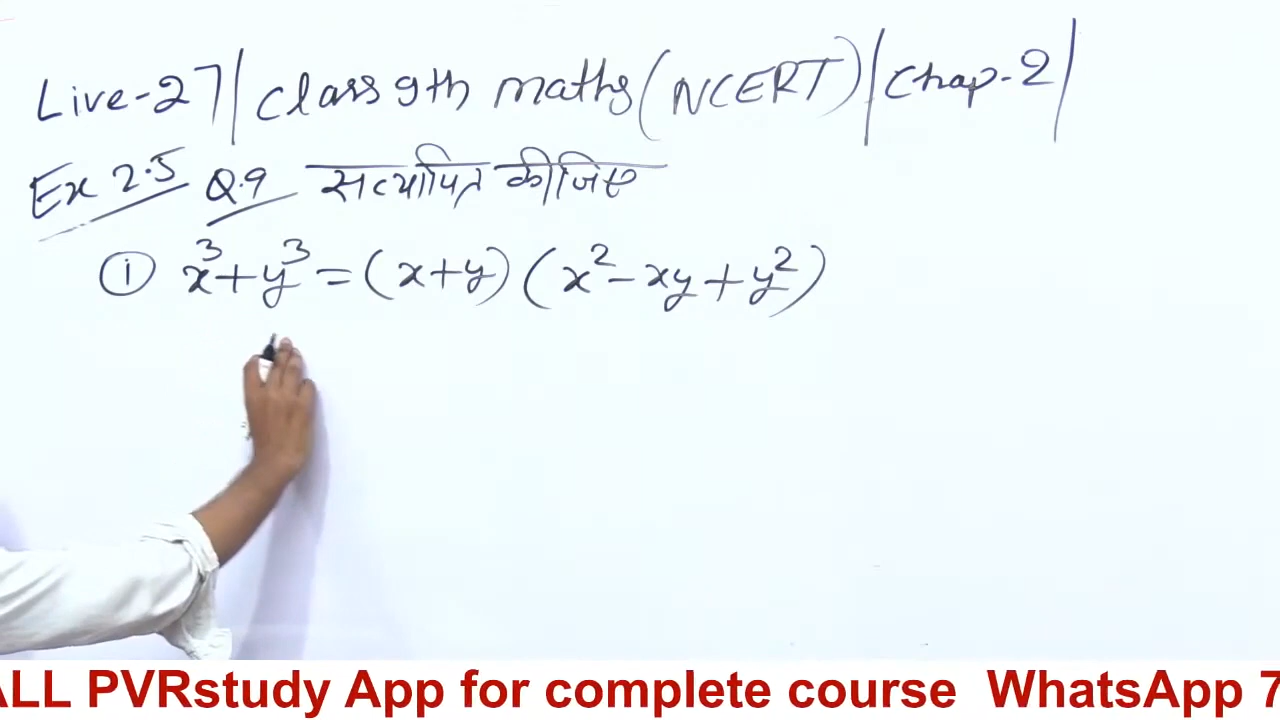 Live-27| Class 9th maths (NCERT) | Chap-2|
Ex 2.5 Q.9 सत्यापित कीजिए
(i) x³+y³ = (x+y) (x²-xy+y²)
ALL PVRstudy App for complete course WhatsApp 7